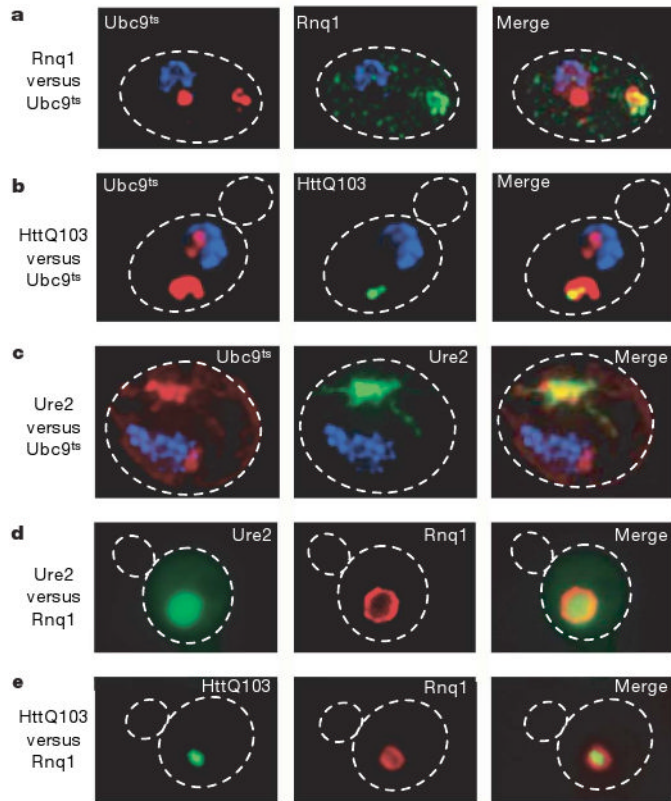 a
Rnq1
versus
Ubc9ts
Ubc9ts
Rnq1
Merge
b
HttQ103
versus
Ubc9ts
Ubc9ts
HttQ103
Merge
c
Ure2
versus
Ubc9ts
Ubc9ts
Ure2
Merge
d
Ure2
versus
Rnq1
Ure2
Rnq1
Merge
e
HttQ103
versus
Rnq1
HttQ103
Rnq1
Merge